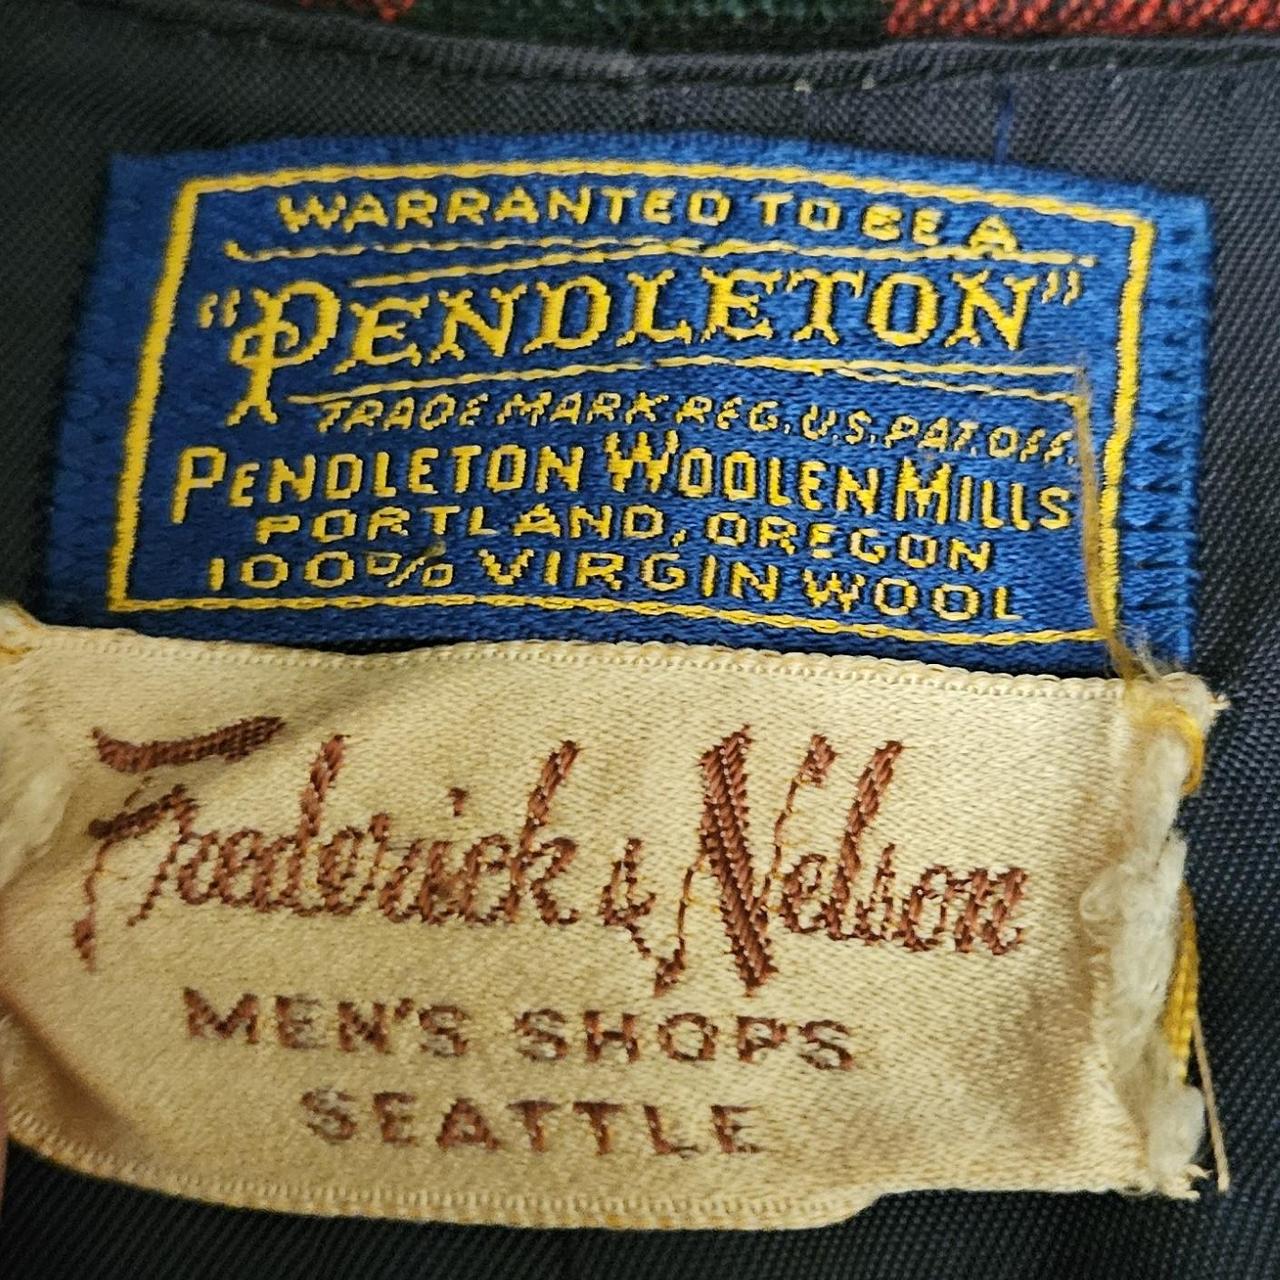 WARRANTED TO BE A
"PENDLETON"
TRADE MARK REG. U.S. PAT. OFF.
PENDLETON WOOLEN MILLS
PORTLAND, OREGON
100% VIRGIN WOOL
Frederick & Nelson
MEN'S SHOPS
SEATTLE